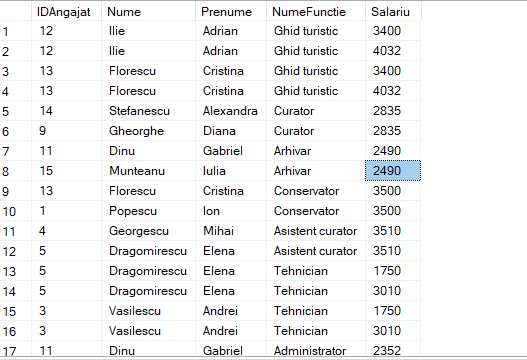 IDAngajat Nume Prenume NumeFunctie Salariu
1 12 Ilie Adrian Ghid turistic 3400
2 12 Ilie Adrian Ghid turistic 4032
3 13 Florescu Cristina Ghid turistic 3400
4 13 Florescu Cristina Ghid turistic 4032
5 14 Stefanescu Alexandra Curator 2835
6 9 Gheorghe Diana Curator 2835
7 11 Dinu Gabriel Arhivar 2490
8 15 Munteanu Iulia Arhivar 2490
9 13 Florescu Cristina Conservator 3500
10 1 Popescu Ion Conservator 3500
11 4 Georgescu Mihai Asistent curator 3510
12 5 Dragomirescu Elena Asistent curator 3510
13 5 Dragomirescu Elena Tehnician 1750
14 5 Dragomirescu Elena Tehnician 3010
15 3 Vasilescu Andrei Tehnician 1750
16 3 Vasilescu Andrei Tehnician 3010
17 11 Dinu Gabriel Administrator 2352